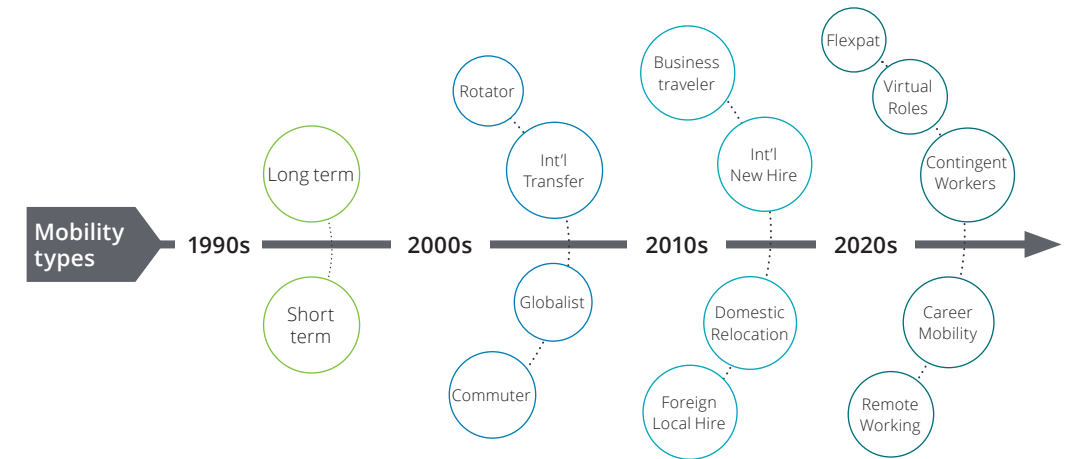 Mobility
types
1990s
Long term
Short
term
2000s
Rotator
Int'l
Transfer
Globalist
Commuter
2010s
Business
traveler
Int'l
New Hire
Domestic
Relocation
Foreign
Local Hire
2020s
Flexpat
Virtual
Roles
Contingent
Workers
Career
Mobility
Remote
Working